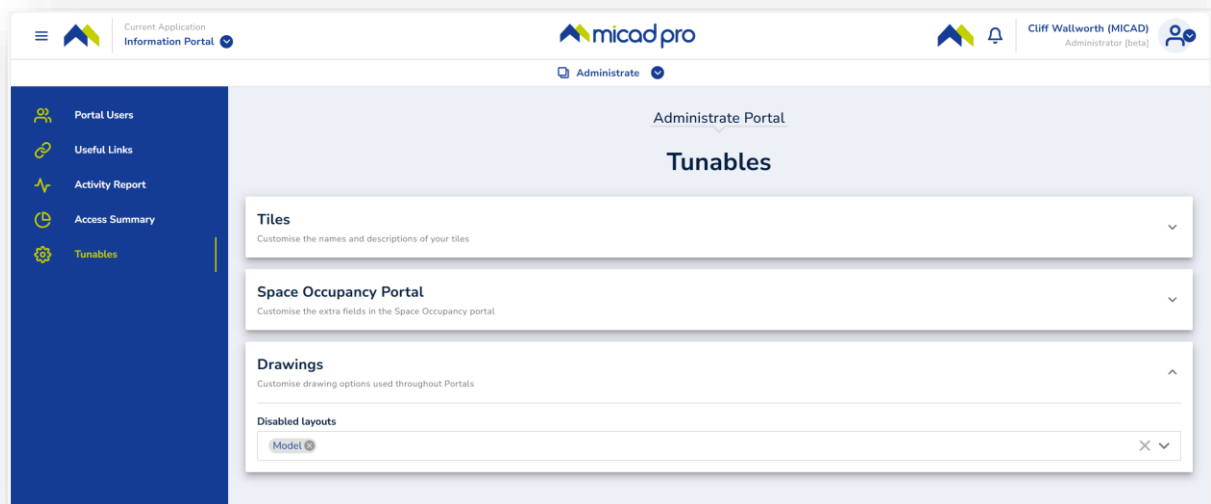 Current Application
Information Portal
micad pro
Cliff Wallworth (MICAD)
Administrator [beta]
Administrate
Portal Users
Useful Links
Activity Report
Access Summary
Tunables
Administrate Portal
Tunables
Tiles
Customise the names and descriptions of your tiles
Space Occupancy Portal
Customise the extra fields in the Space Occupancy portal
Drawings
Customise drawing options used throughout Portals
Disabled layouts
Model